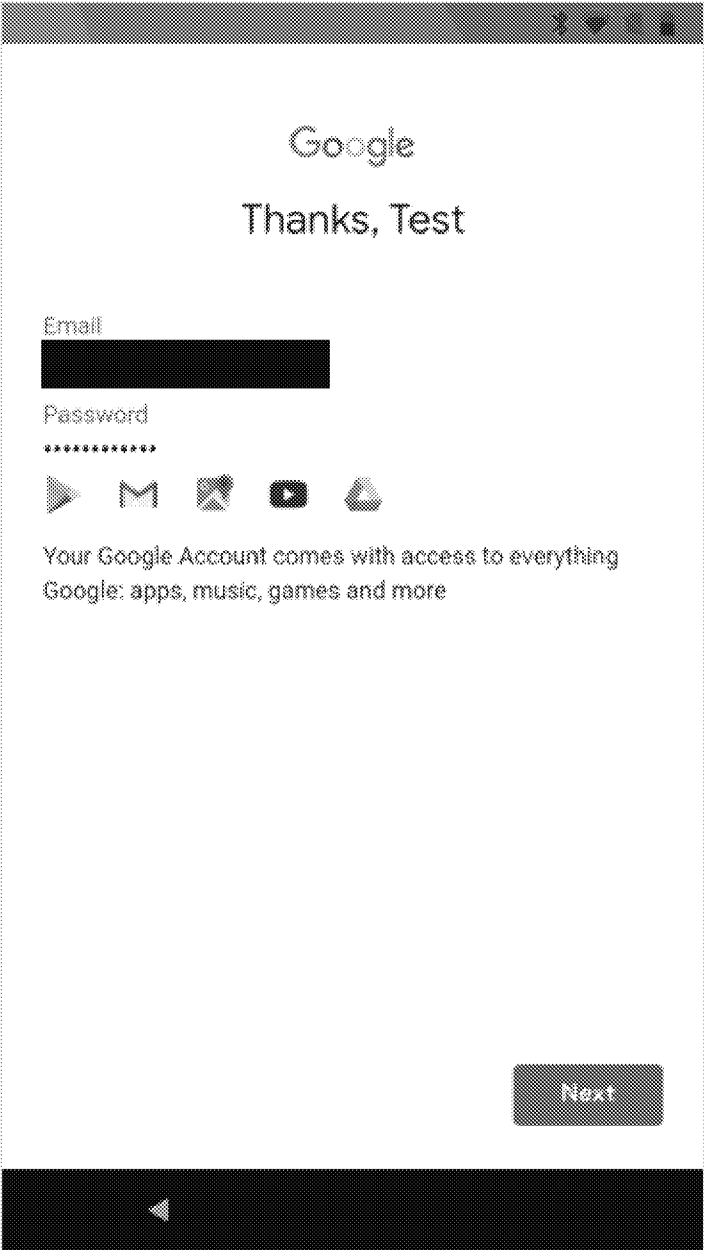 Google
Thanks, Test
Email
Password
••••••••••••
Your Google Account comes with access to everything
Google: apps, music, games and more
Next